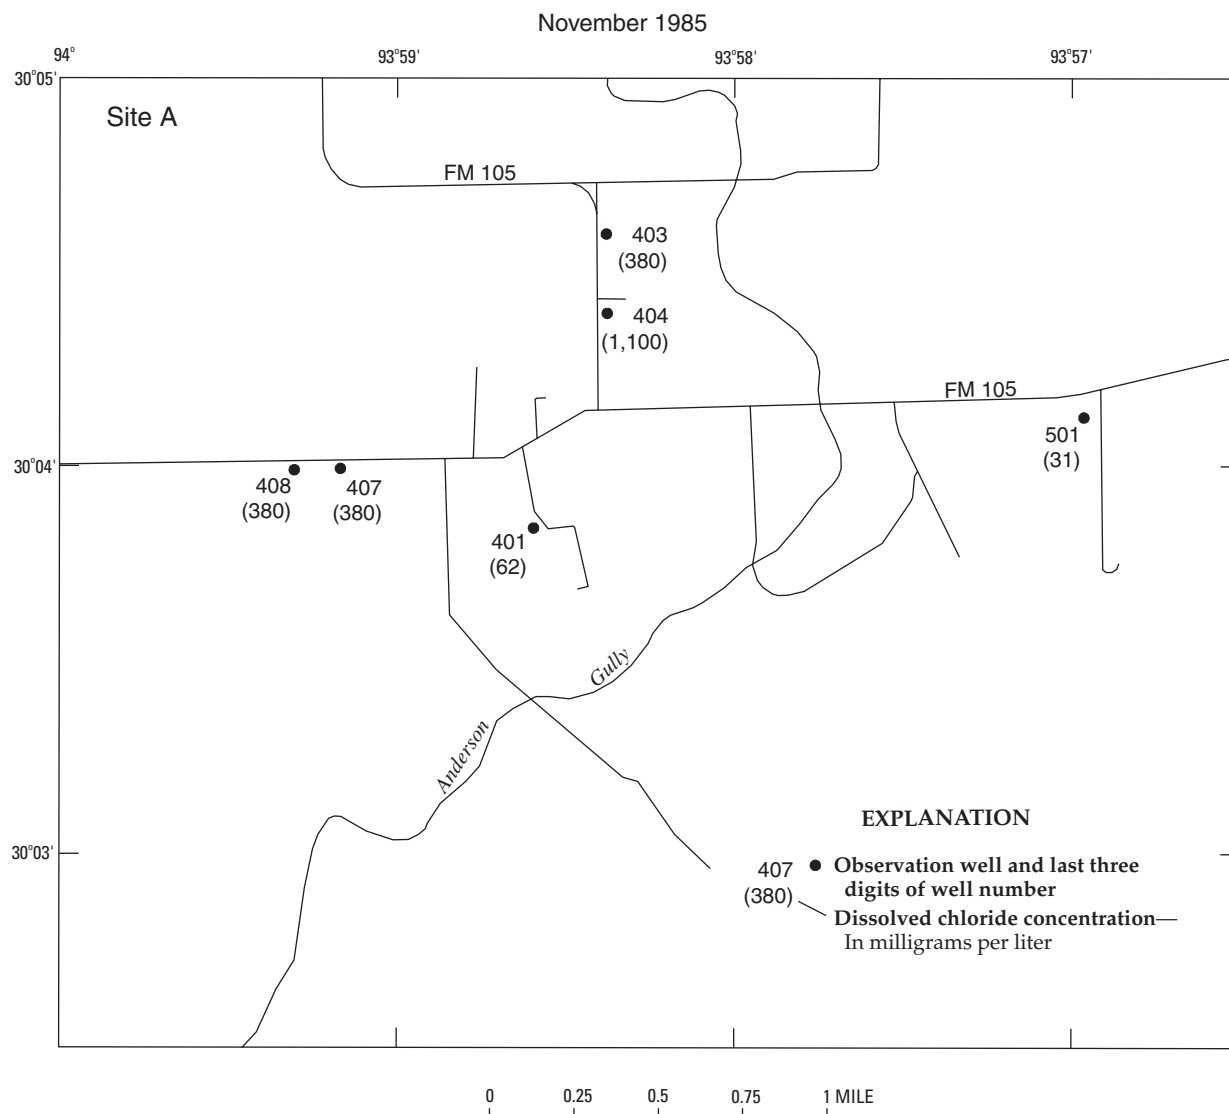 November 1985
94°
93°59'
93°58'
93°57'
30°05'
Site A
FM 105
403
(380)
404
(1,100)
FM 105
501
(31)
30°04'
408
(380)
407
(380)
401
(62)
Gully
Anderson
30°03'
EXPLANATION
407
(380)
Observation well and last three
digits of well number
Dissolved chloride concentration—
In milligrams per liter
0 0.25 0.5 0.75 1 MILE